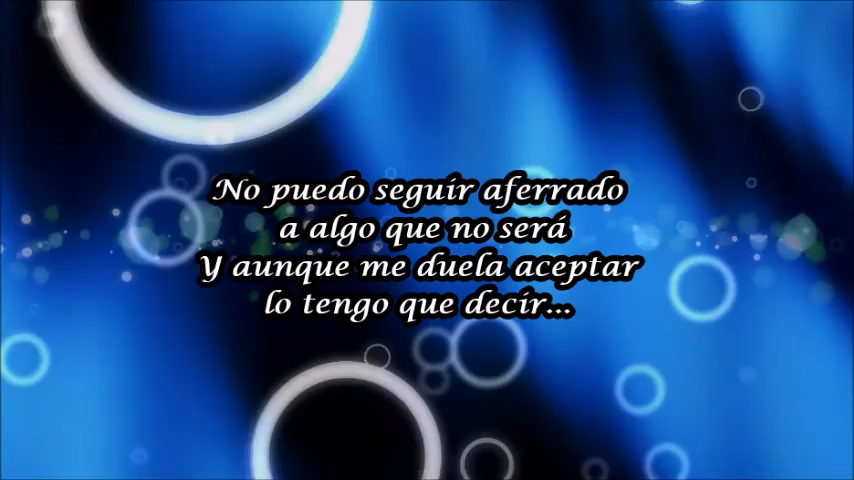 No puedo seguir aferrado
a algo que no será
Y aunque me duela aceptar
lo tengo que decir...